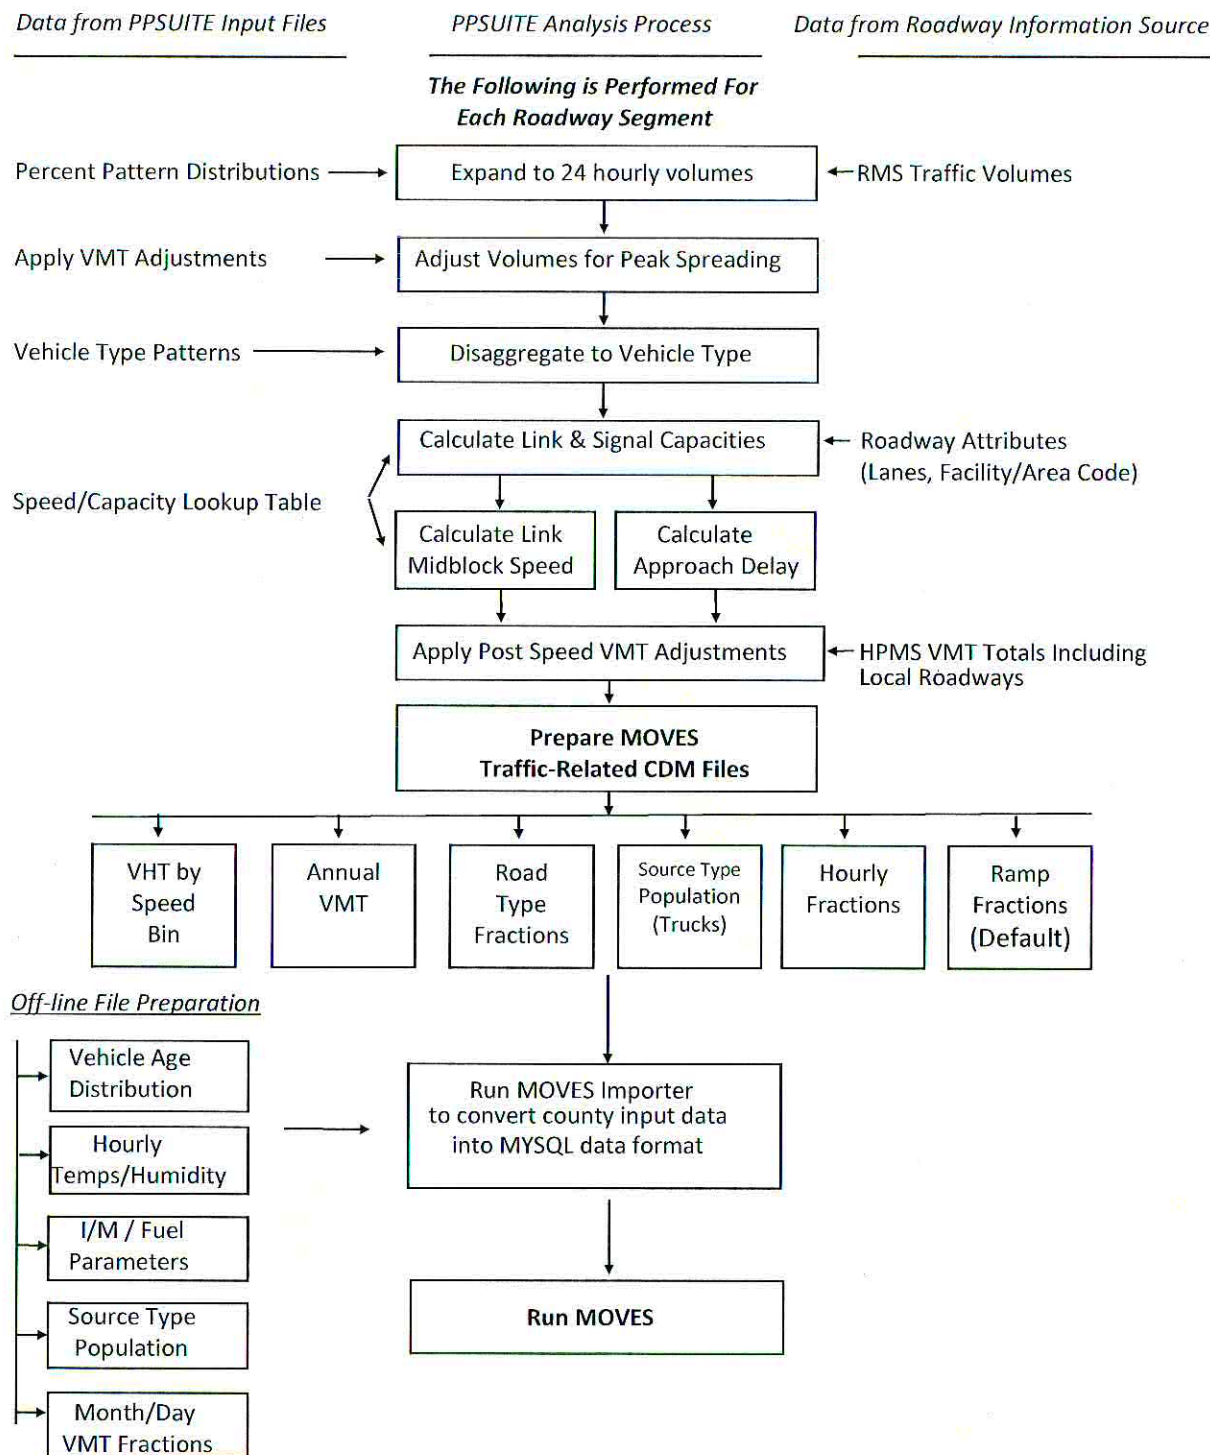 Data from PPSUITE Input Files
PPSUITE Analysis Process
Data from Roadway Information Source
The Following is Performed For
Each Roadway Segment
Percent Pattern Distributions
Expand to 24 hourly volumes
RMS Traffic Volumes
Apply VMT Adjustments
Adjust Volumes for Peak Spreading
Vehicle Type Patterns
Disaggregate to Vehicle Type
Calculate Link & Signal Capacities
Roadway Attributes
(Lanes, Facility/Area Code)
Speed/Capacity Lookup Table
Calculate Link
Midblock Speed
Calculate
Approach Delay
Apply Post Speed VMT Adjustments
HPMS VMT Totals Including
Local Roadways
Prepare MOVES
Traffic-Related CDM Files
VHT by
Speed
Bin
Annual
VMT
Road
Type
Fractions
Source Type
Population
(Trucks)
Hourly
Fractions
Ramp
Fractions
(Default)
Off-line File Preparation
Vehicle Age
Distribution
Hourly
Temps/Humidity
I/M / Fuel
Parameters
Source Type
Population
Month/Day
VMT Fractions
Run MOVES Importer
to convert county input data
into MYSQL data format
Run MOVES